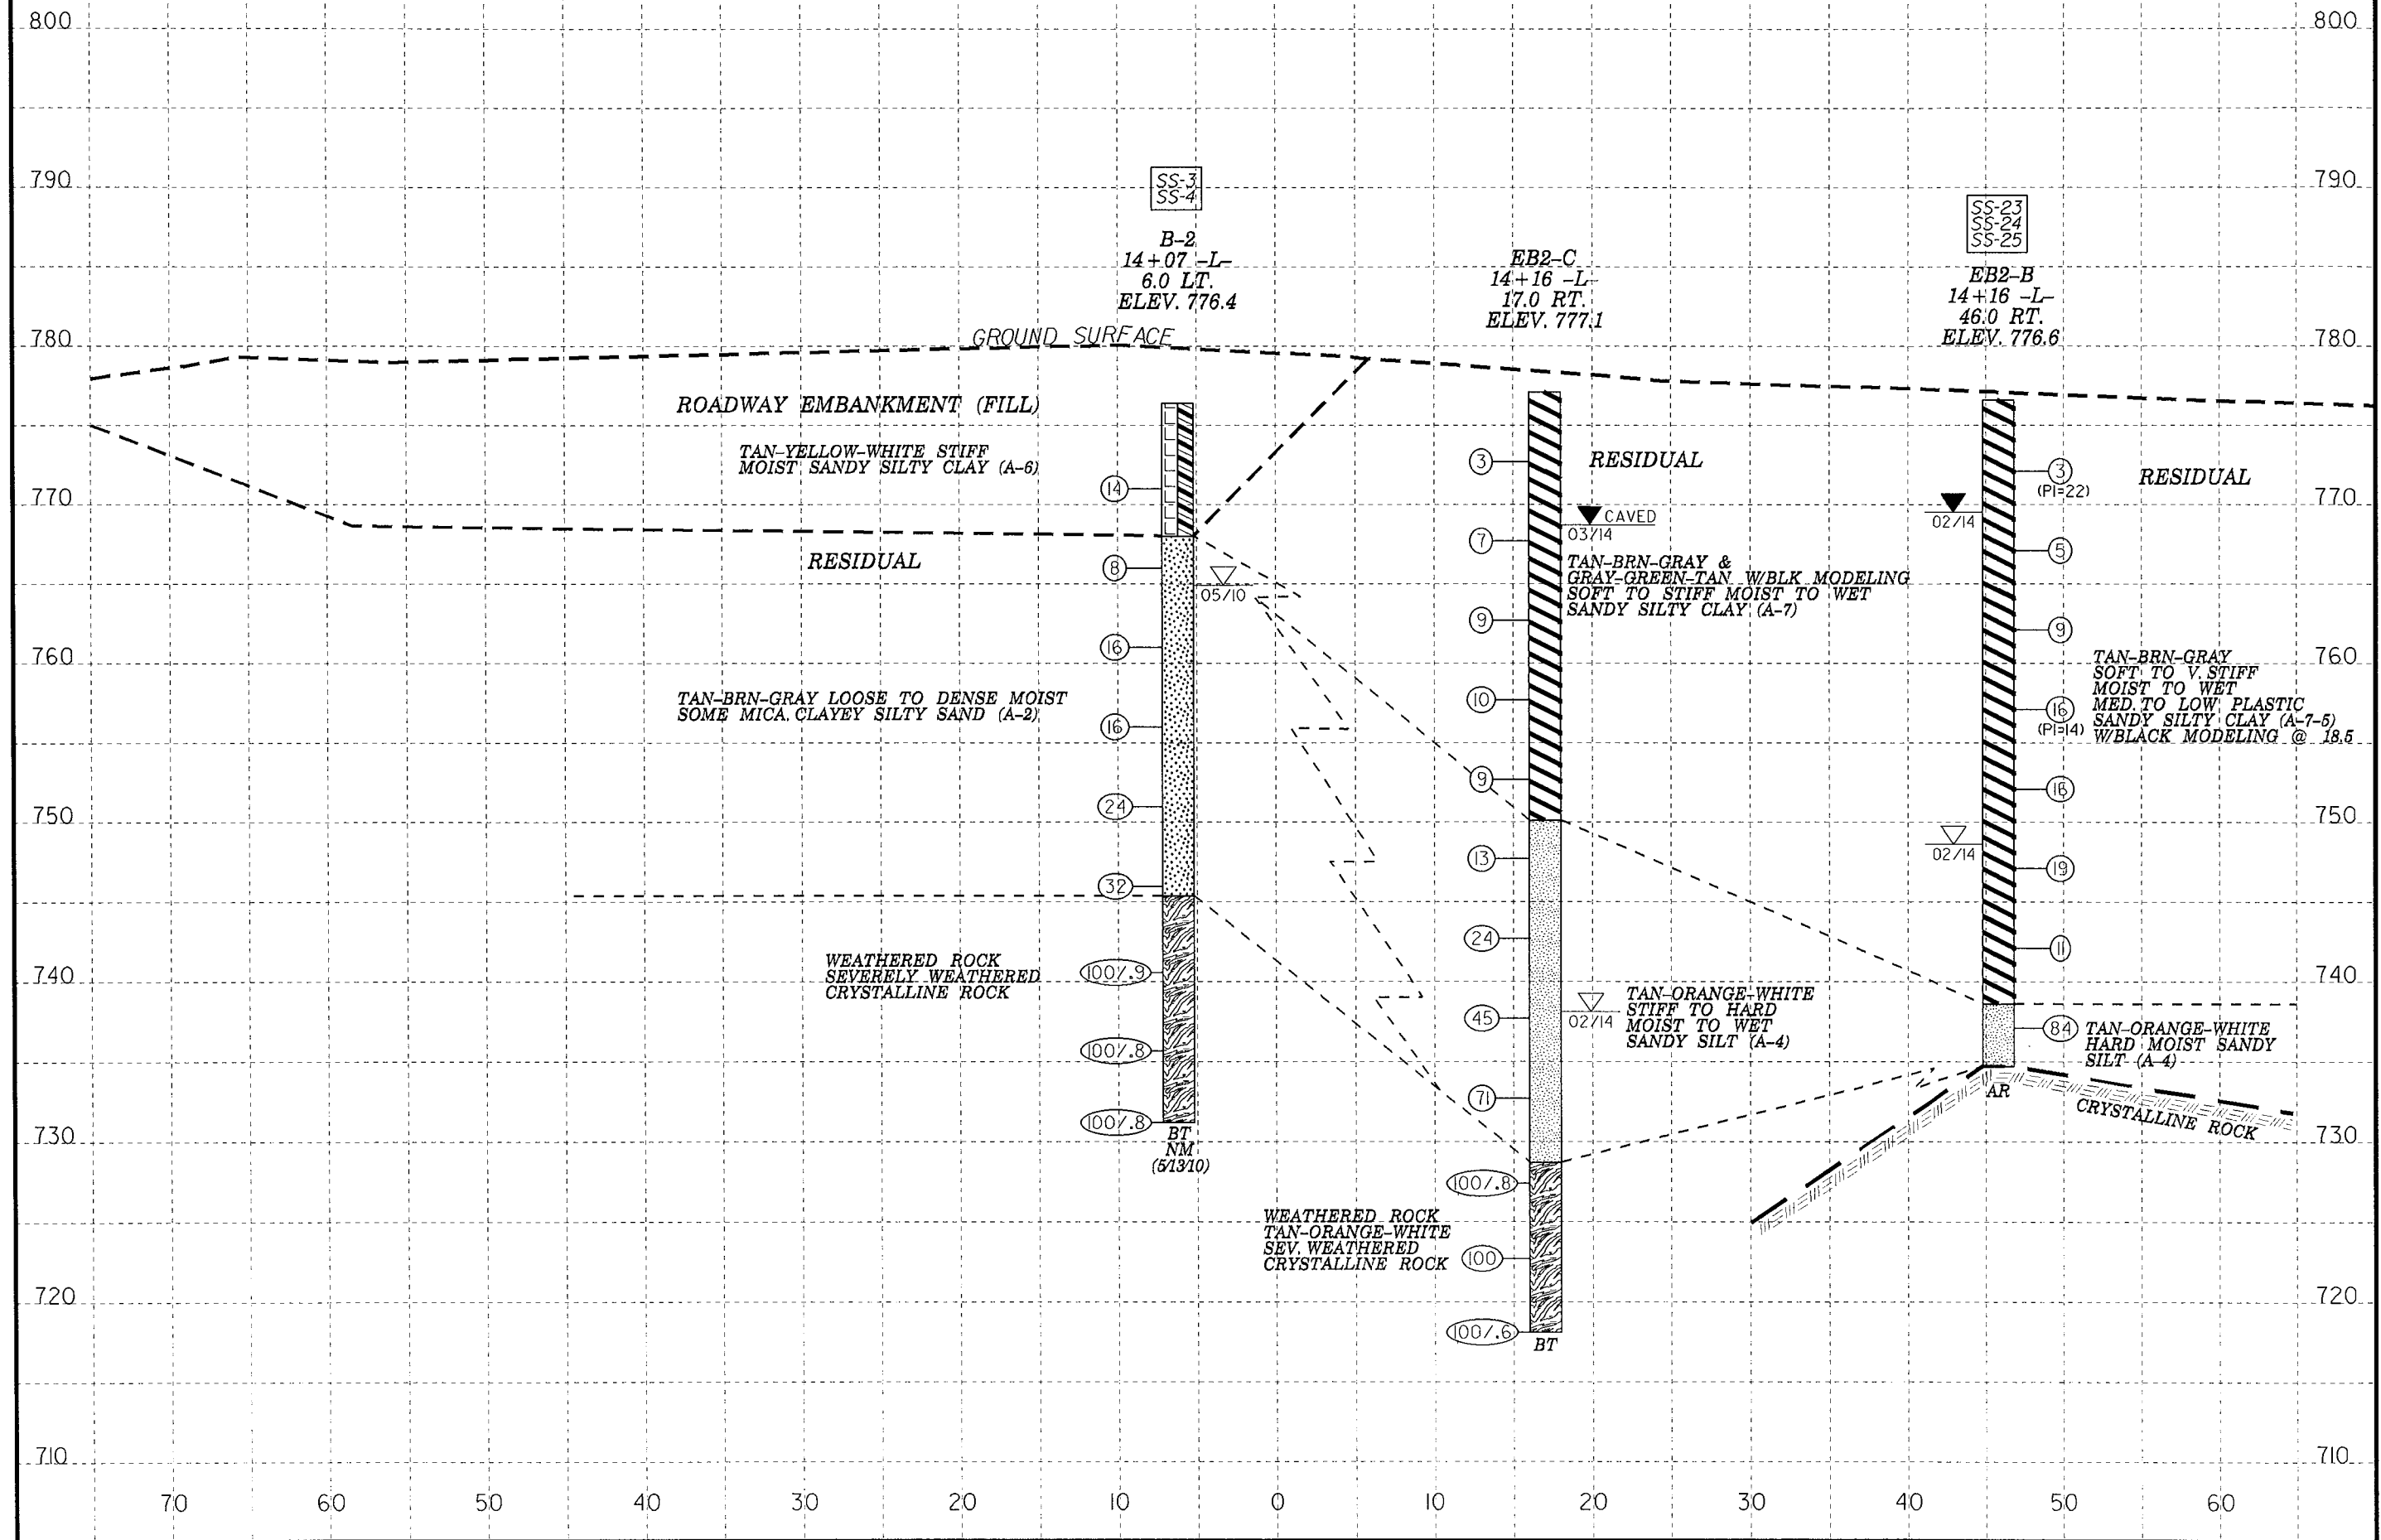 800
800
790
790
SS-3
SS-4
B-2
14+07 -L-
6.0 LT.
ELEV. 776.4
EB2-C
14+16 -L-
17.0 RT.
ELEV. 777.1
SS-23
SS-24
SS-25
EB2-B
14+16 -L-
46.0 RT.
ELEV. 776.6
780
GROUND SURFACE
780
ROADWAY EMBANKMENT (FILL)
TAN-YELLOW-WHITE STIFF
MOIST SANDY SILTY CLAY (A-6)
14
3
RESIDUAL
3
(PI=22)
RESIDUAL
770
770
CAVED
03/14
02/14
7
5
RESIDUAL
8
05/10
TAN-BRN-GRAY &
GRAY-GREEN-TAN W/BLK MODELING
SOFT TO STIFF MOIST TO WET
SANDY SILTY CLAY (A-7)
9
9
16
760
760
TAN-BRN-GRAY
SOFT TO V. STIFF
MOIST TO WET
MED. TO LOW PLASTIC
SANDY SILTY CLAY (A-7-5)
W/BLACK MODELING @ 18.5
TAN-BRN-GRAY LOOSE TO DENSE MOIST
SOME MICA. CLAYEY SILTY SAND (A-2)
10
16
(PI=14)
16
9
16
24
750
750
13
02/14
19
32
24
11
WEATHERED ROCK
SEVERELY WEATHERED
CRYSTALLINE ROCK
100/.9
740
740
45
02/14
TAN-ORANGE-WHITE
STIFF TO HARD
MOIST TO WET
SANDY SILT (A-4)
84
TAN-ORANGE-WHITE
HARD MOIST SANDY
SILT (A-4)
100/.8
71
AR
CRYSTALLINE ROCK
100/.8
730
730
BT
NM
(5/13/10)
100/.8
WEATHERED ROCK
TAN-ORANGE-WHITE
SEV. WEATHERED
CRYSTALLINE ROCK
100
720
720
100/.6
BT
710
710
70
60
50
40
30
20
10
0
10
20
30
40
50
60